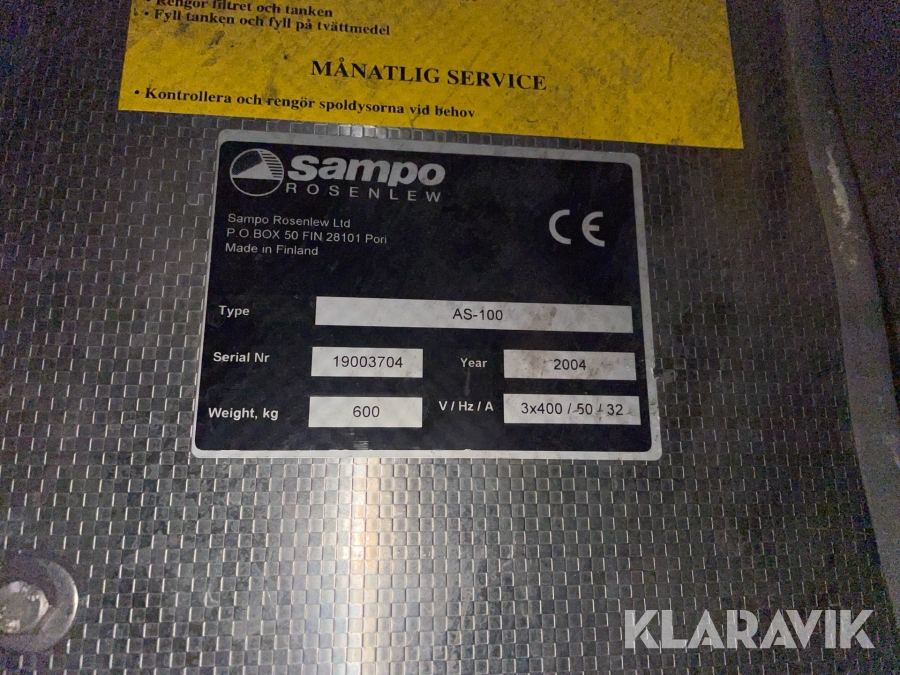 • Rengör filtret och tanken
• Fyll tanken och fyll på tvättmedel
MÅNATLIG SERVICE
• Kontrollera och rengör spoldysorna vid behov
sampo
ROSENLEW
Sampo Rosenlew Ltd
P.O BOX 50 FIN 28101 Pori
Made in Finland
CE
Type AS-100
Serial Nr 19003704 Year 2004
Weight, kg 600 V / Hz / A 3x400 / 50 / 32
KLARAVIK